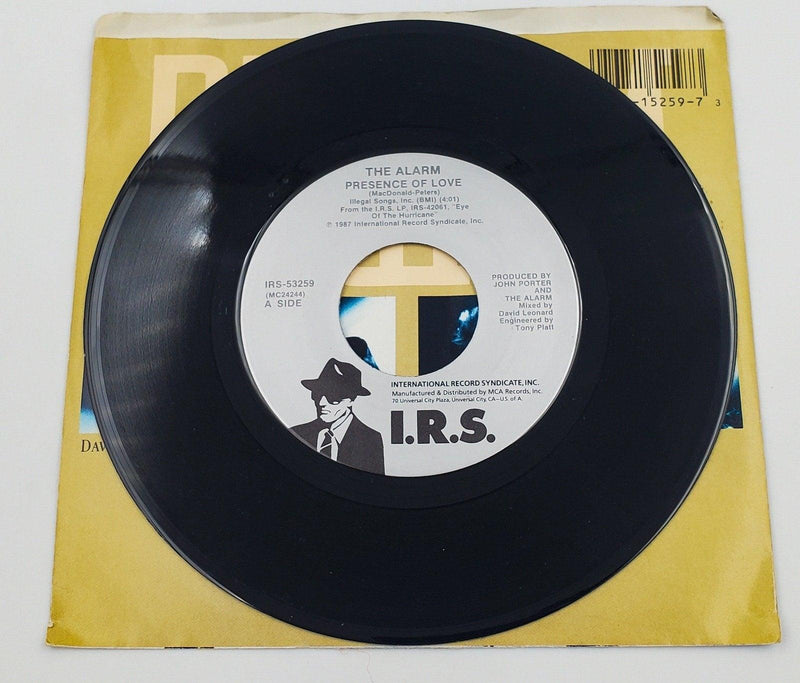 -15259-7 3
THE ALARM
PRESENCE OF LOVE
(MacDonald-Peters)
Illegal Songs, Inc. (BMI) (4:01)
From the I.R.S. LP, IRS-42061, "Eye
Of The Hurricane"
℗ 1987 International Record Syndicate, Inc.
IRS-53259
(MC24244)
A SIDE
PRODUCED BY
JOHN PORTER
AND
THE ALARM
Mixed by
David Leonard
Engineered by
Tony Platt
INTERNATIONAL RECORD SYNDICATE, INC.
Manufactured & Distributed by MCA Records, Inc.
70 Universal City Plaza, Universal City, CA–U.S. of A.
I.R.S.